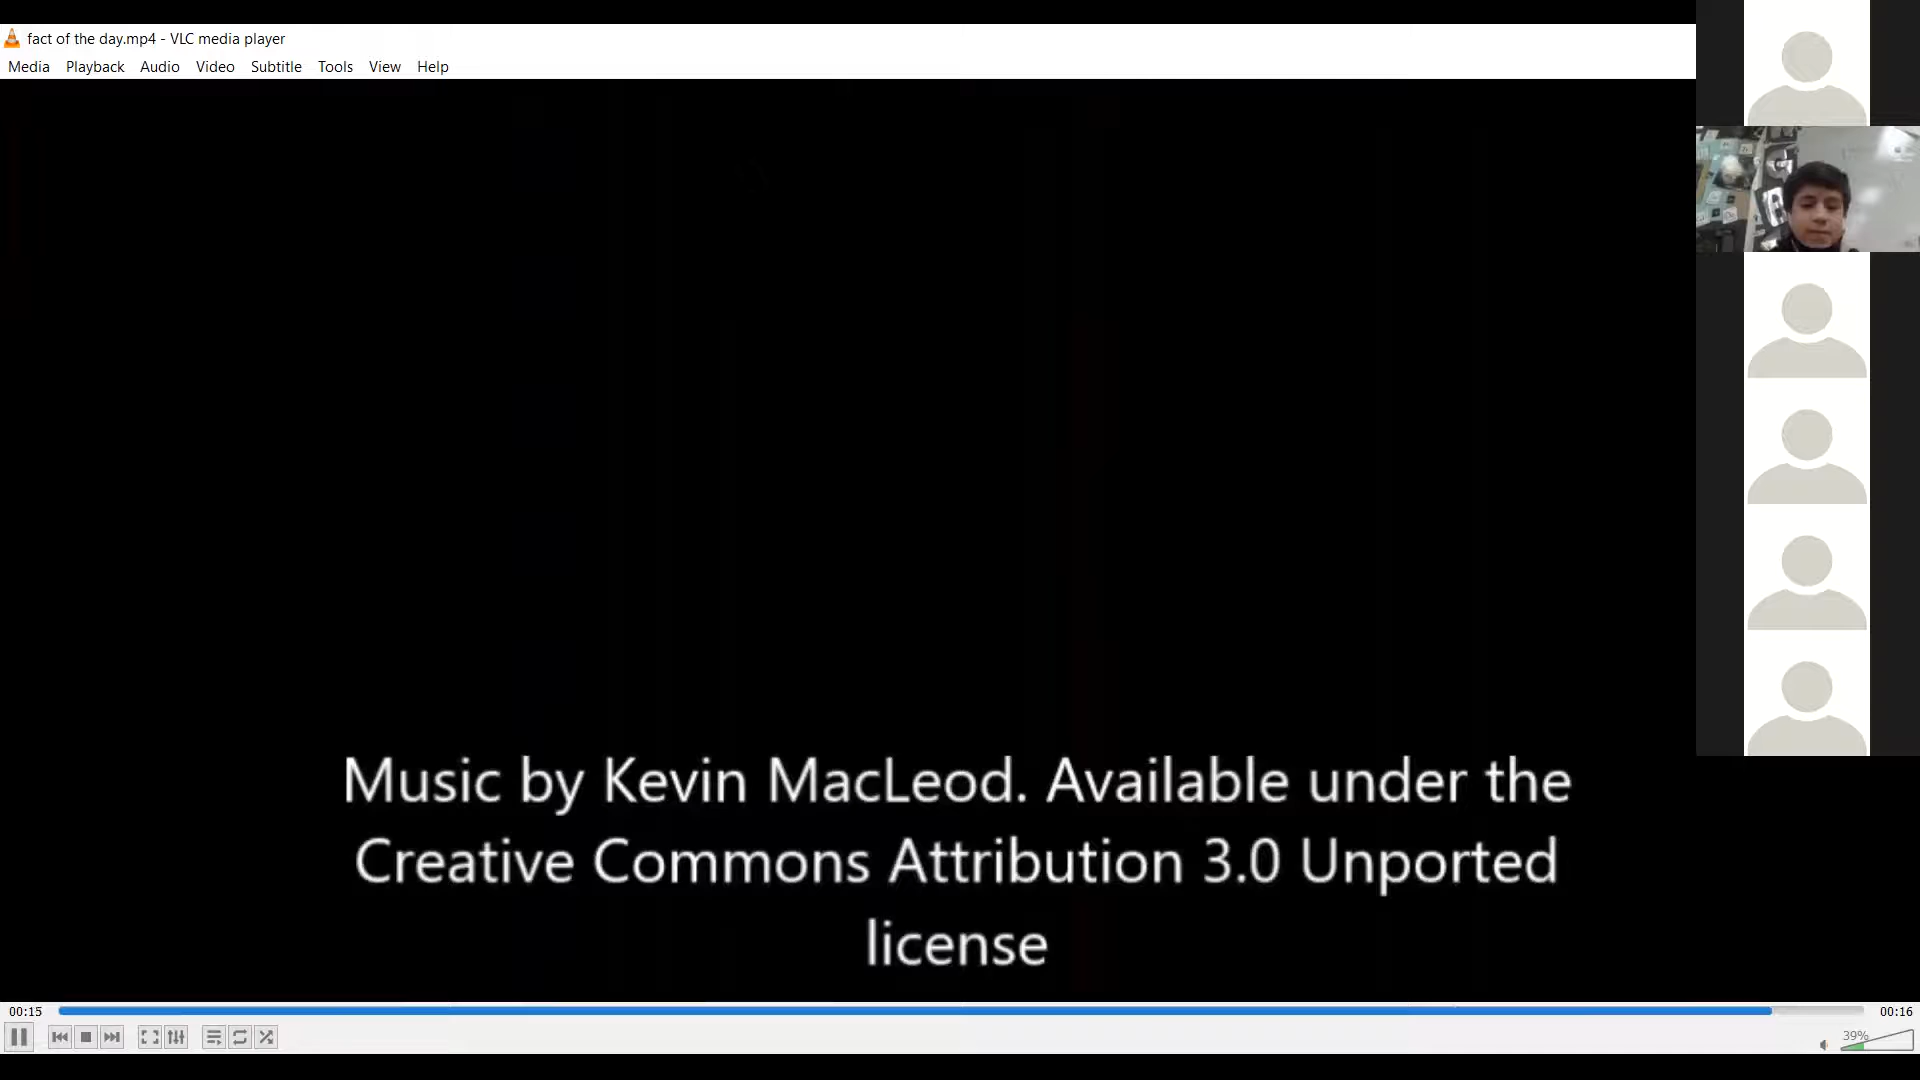 fact of the day.mp4 - VLC media player
Media Playback Audio Video Subtitle Tools View Help
Music by Kevin MacLeod. Available under the
Creative Commons Attribution 3.0 Unported
license
00:15
00:16
39%